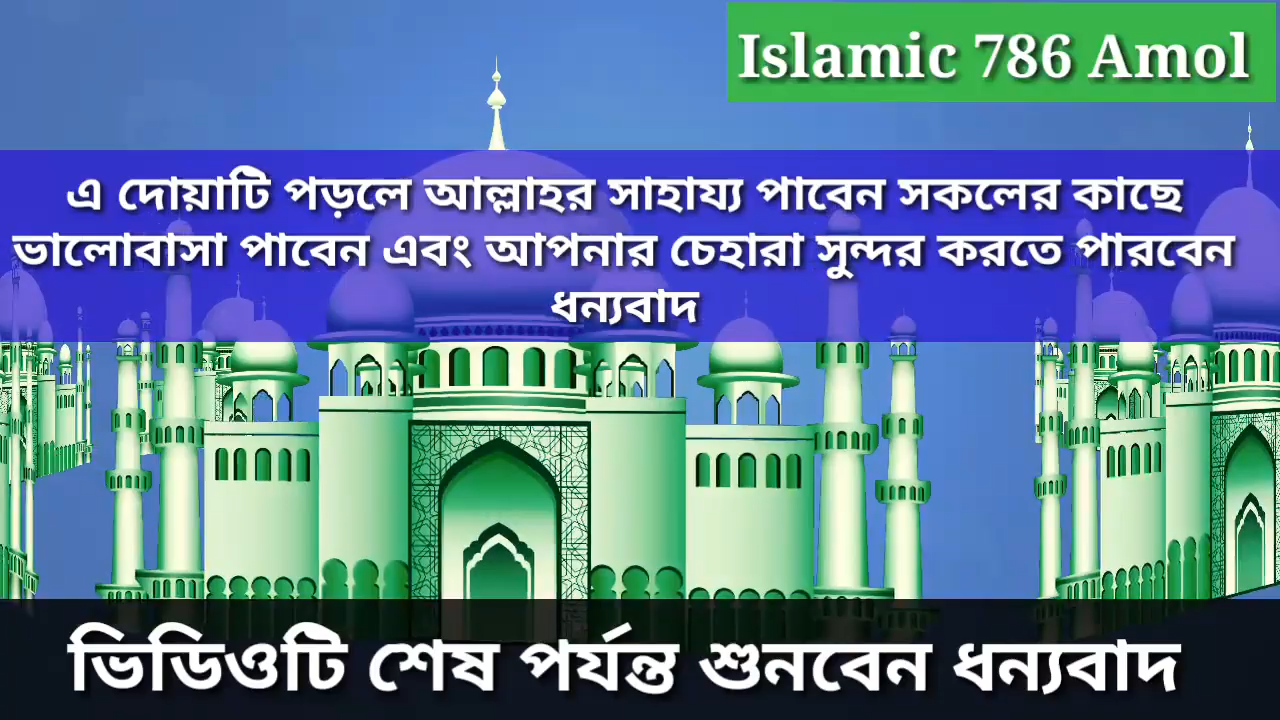 Islamic 786 Amol
এ দোয়াটি পড়লে আল্লাহর সাহায্য পাবেন সকলের কাছে
ভালোবাসা পাবেন এবং আপনার চেহারা সুন্দর করতে পারবেন
ধন্যবাদ
ভিডিওটি শেষ পর্যন্ত শুনবেন ধন্যবাদ